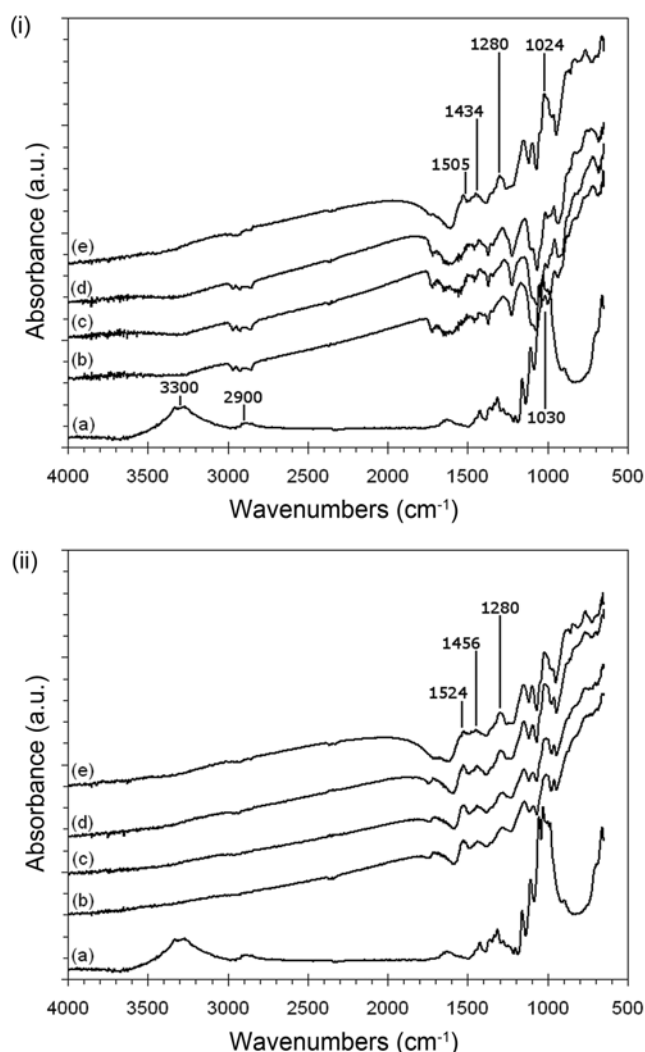 (i)
1280 1024
1434
1505
(e)
(d)
(c)
(b)
3300 2900
(a)
1030
Absorbance (a.u.)
4000 3500 3000 2500 2000 1500 1000 500
Wavenumbers (cm⁻¹)
(ii)
1280
1456
1524
(e)
(d)
(c)
(b)
(a)
Absorbance (a.u.)
4000 3500 3000 2500 2000 1500 1000 500
Wavenumbers (cm⁻¹)